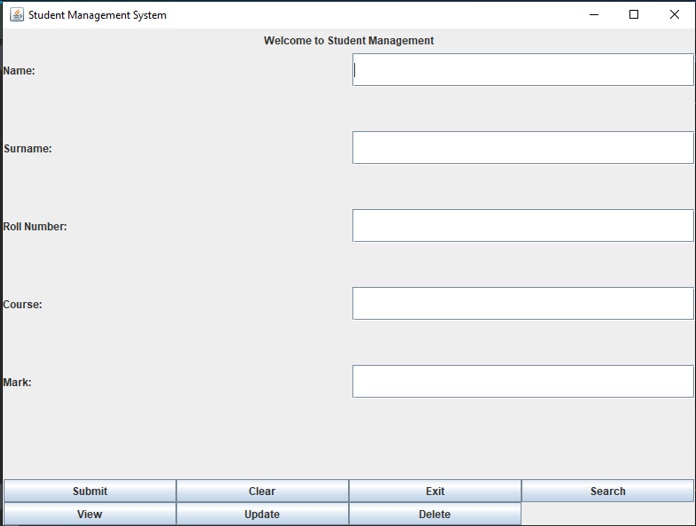 Student Management System
Welcome to Student Management
Name:
Surname:
Roll Number:
Course:
Mark:
Submit Clear Exit Search
View Update Delete